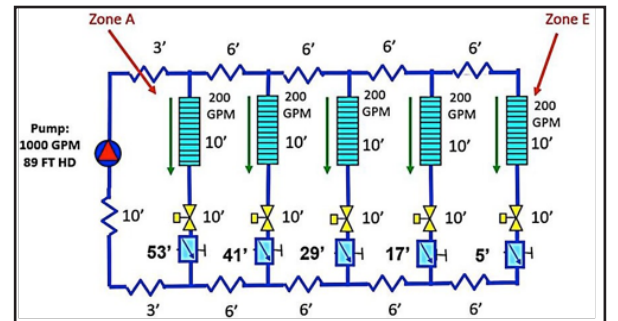 Zone A
Zone E
3' 6' 6' 6' 6'
200 GPM 200 GPM 200 GPM 200 GPM 200 GPM
10' 10' 10' 10' 10'
Pump:
1000 GPM
89 FT HD
10' 10' 10' 10' 10' 10'
53' 41' 29' 17' 5'
3' 6' 6' 6' 6'